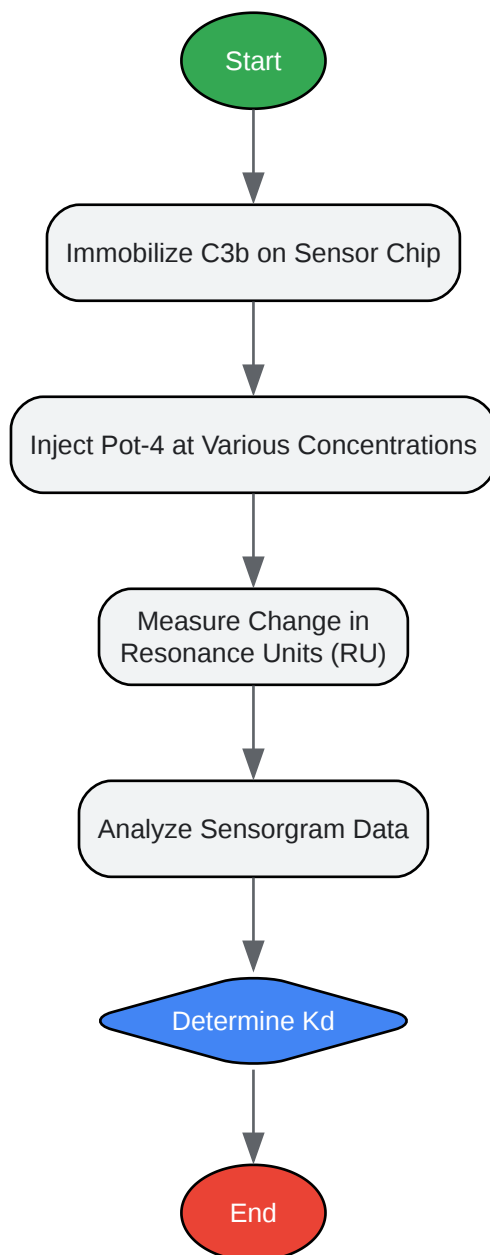 Start
Immobilize C3b on Sensor Chip
Inject Pot-4 at Various Concentrations
Measure Change in
Resonance Units (RU)
Analyze Sensorgram Data
Determine Kd
End